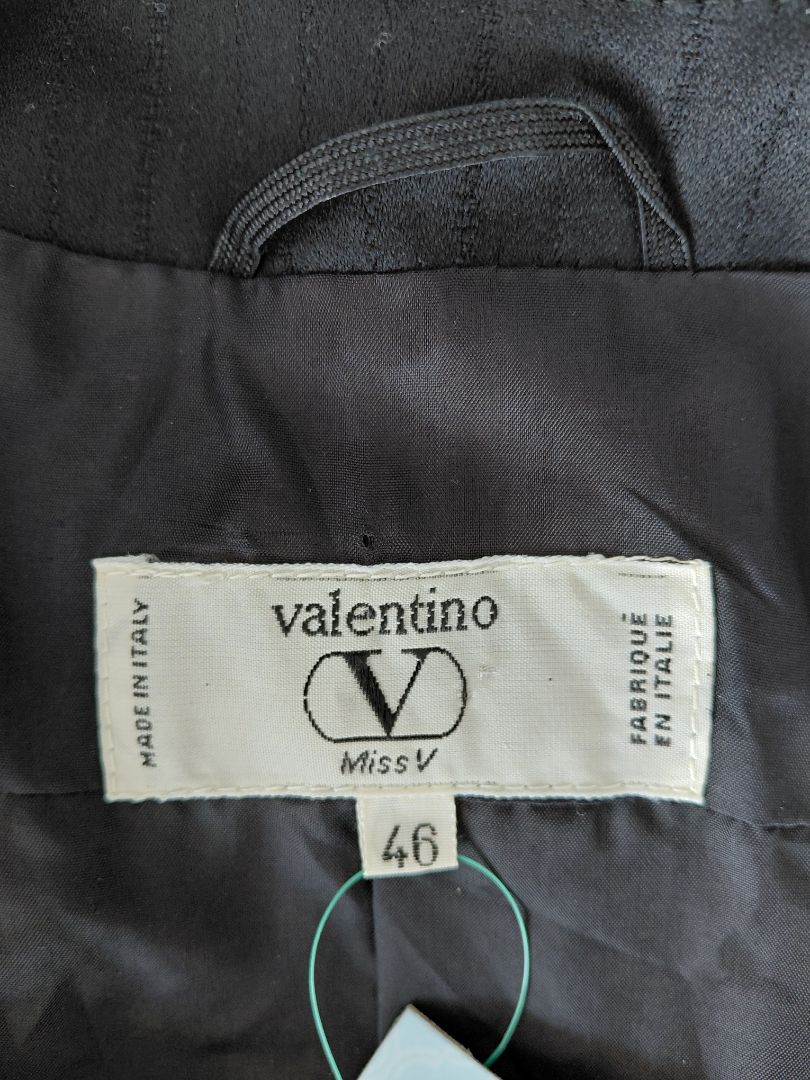 MADE IN ITALY
valentino
V
Miss V
FABRIQUÉ
EN ITALIE
46